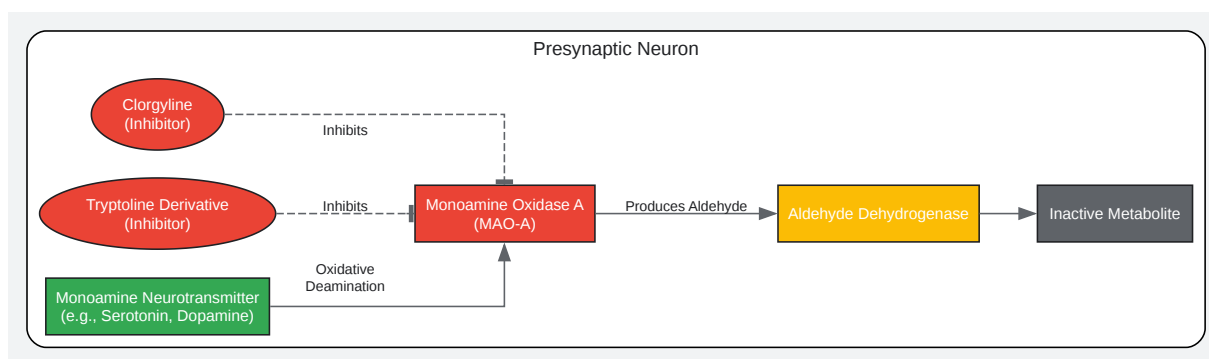 Presynaptic Neuron
Clorgyline
(Inhibitor)
Inhibits
Tryptoline Derivative
(Inhibitor)
Inhibits
Monoamine Oxidase A
(MAO-A)
Produces Aldehyde
Aldehyde Dehydrogenase
Inactive Metabolite
Oxidative
Deamination
Monoamine Neurotransmitter
(e.g., Serotonin, Dopamine)